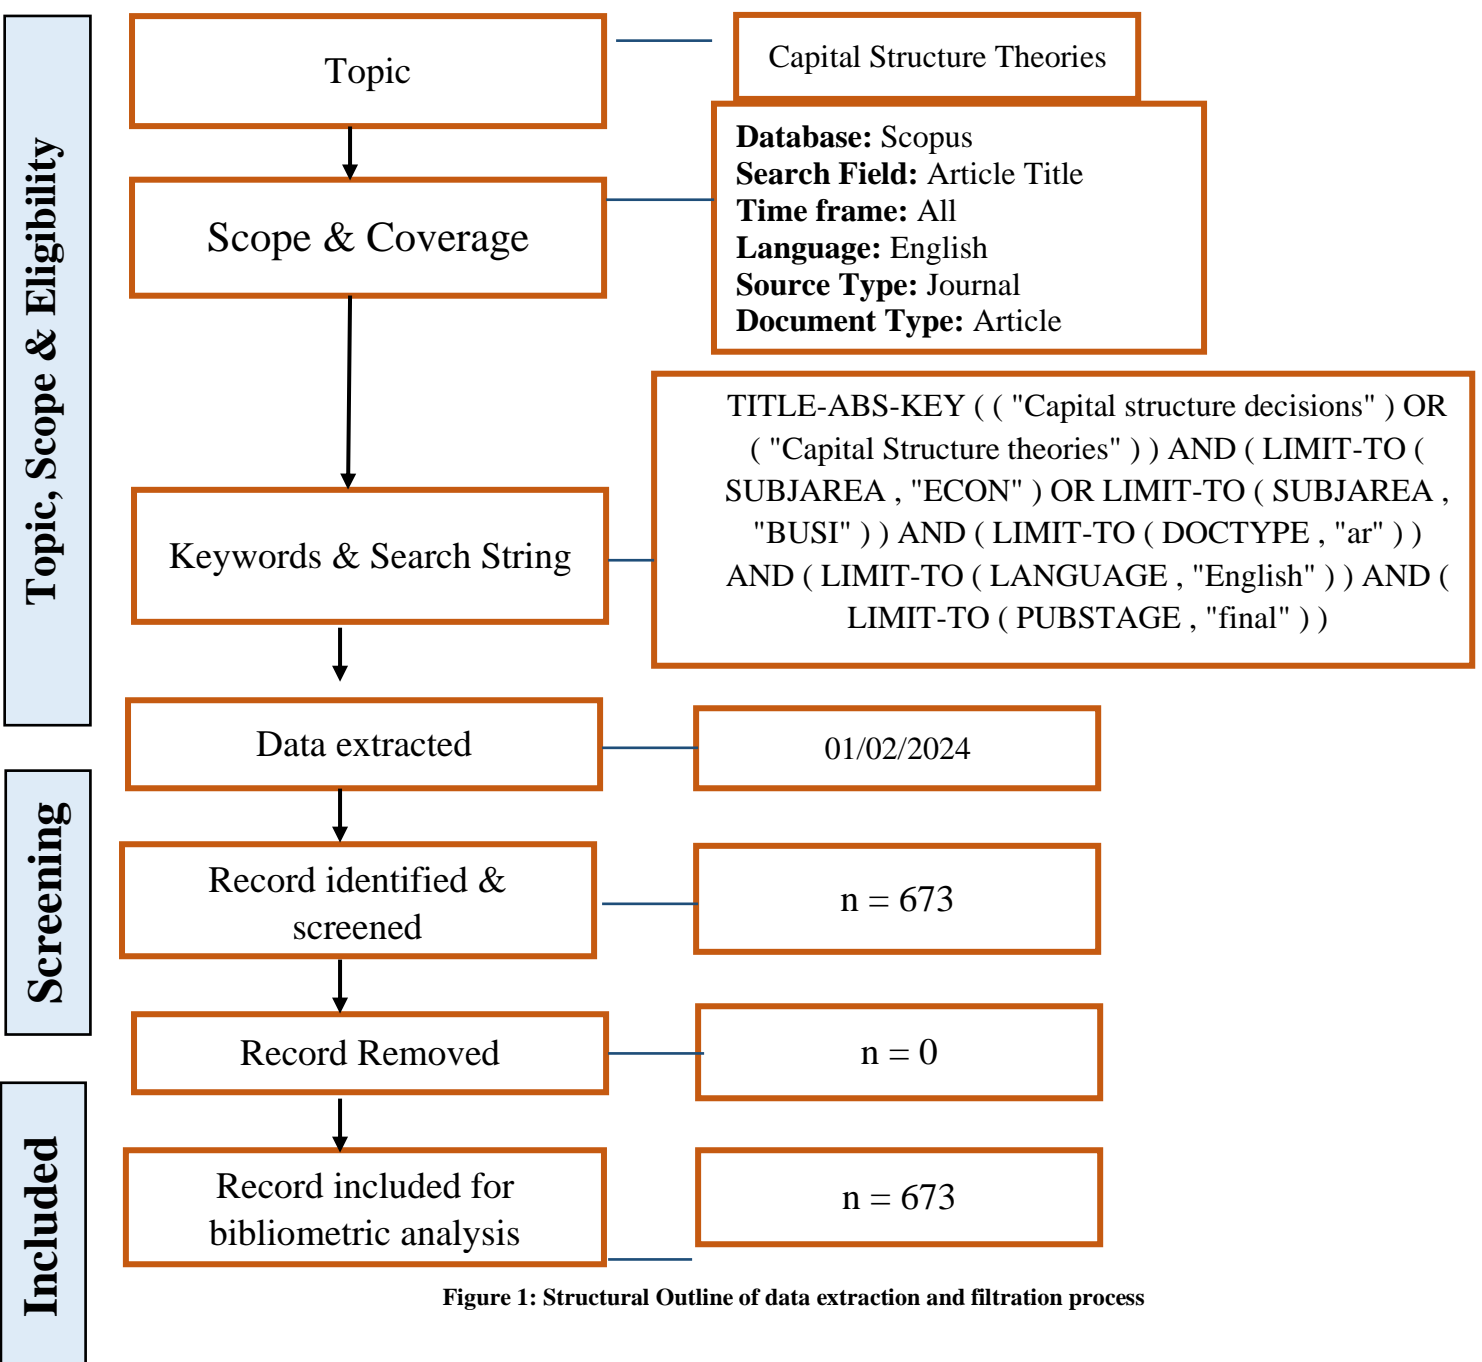 Topic, Scope & Eligibility
Topic
Capital Structure Theories
Scope & Coverage
Database: Scopus
Search Field: Article Title
Time frame: All
Language: English
Source Type: Journal
Document Type: Article
Keywords & Search String
TITLE-ABS-KEY ( ( "Capital structure decisions" ) OR
( "Capital Structure theories" ) ) AND ( LIMIT-TO (
SUBJAREA , "ECON" ) OR LIMIT-TO ( SUBJAREA ,
"BUSI" ) ) AND ( LIMIT-TO ( DOCTYPE , "ar" ) )
AND ( LIMIT-TO ( LANGUAGE , "English" ) ) AND (
LIMIT-TO ( PUBSTAGE , "final" ) )
Data extracted
01/02/2024
Screening
Record identified &
screened
n = 673
Record Removed
n = 0
Included
Record included for
bibliometric analysis
n = 673
Figure 1: Structural Outline of data extraction and filtration process